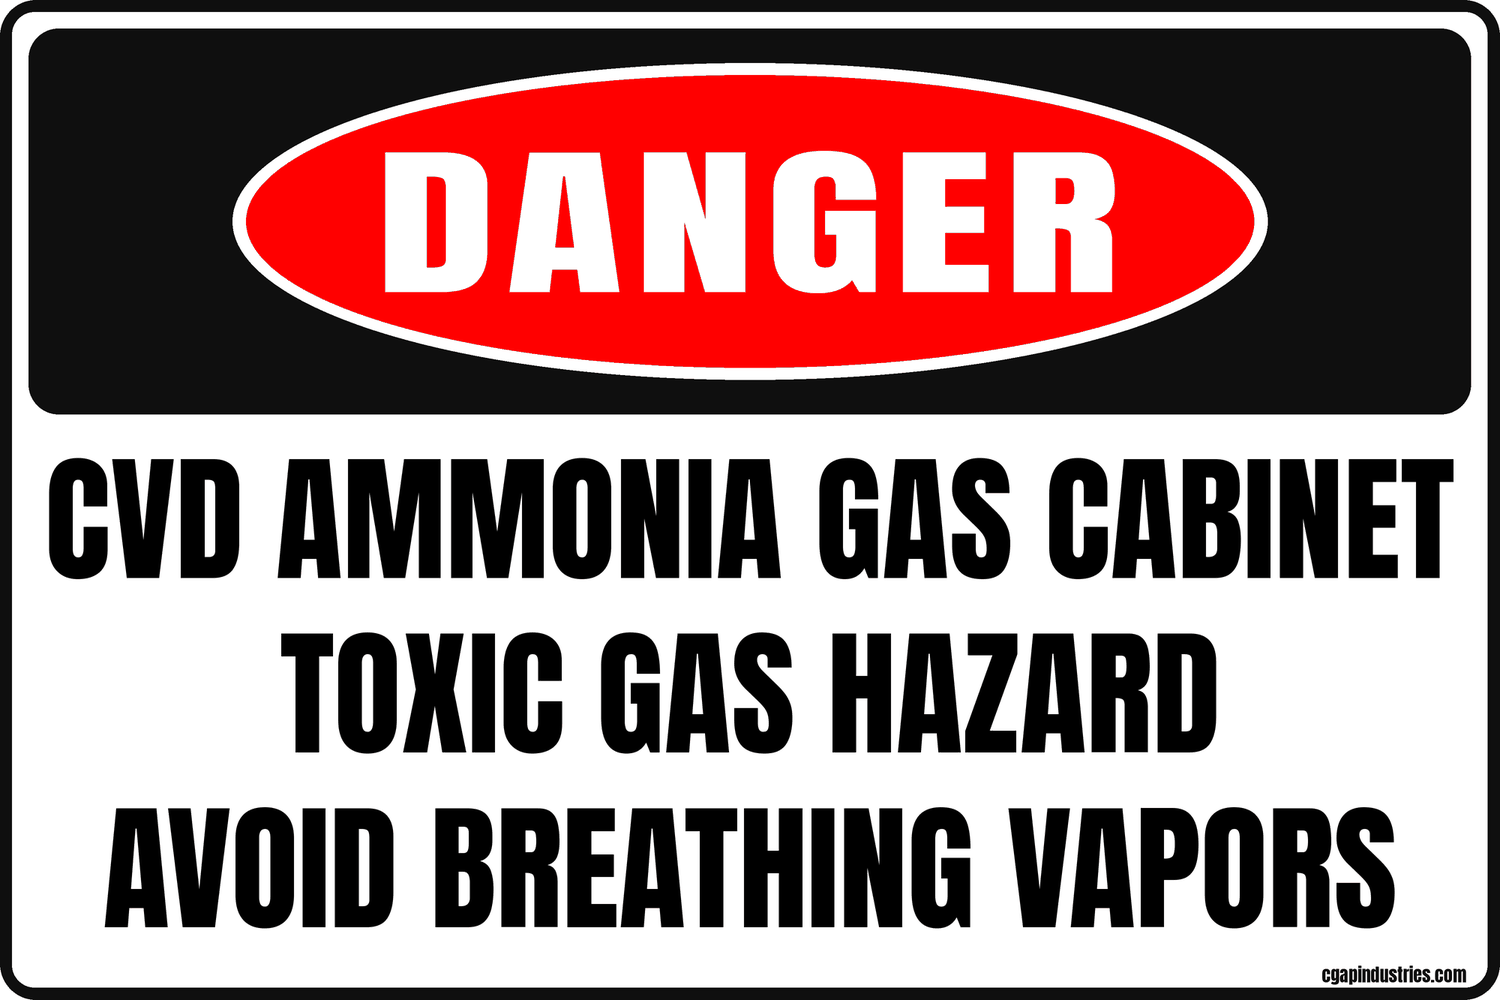 DANGER
CVD AMMONIA GAS CABINET
TOXIC GAS HAZARD
AVOID BREATHING VAPORS
cgapindustries.com